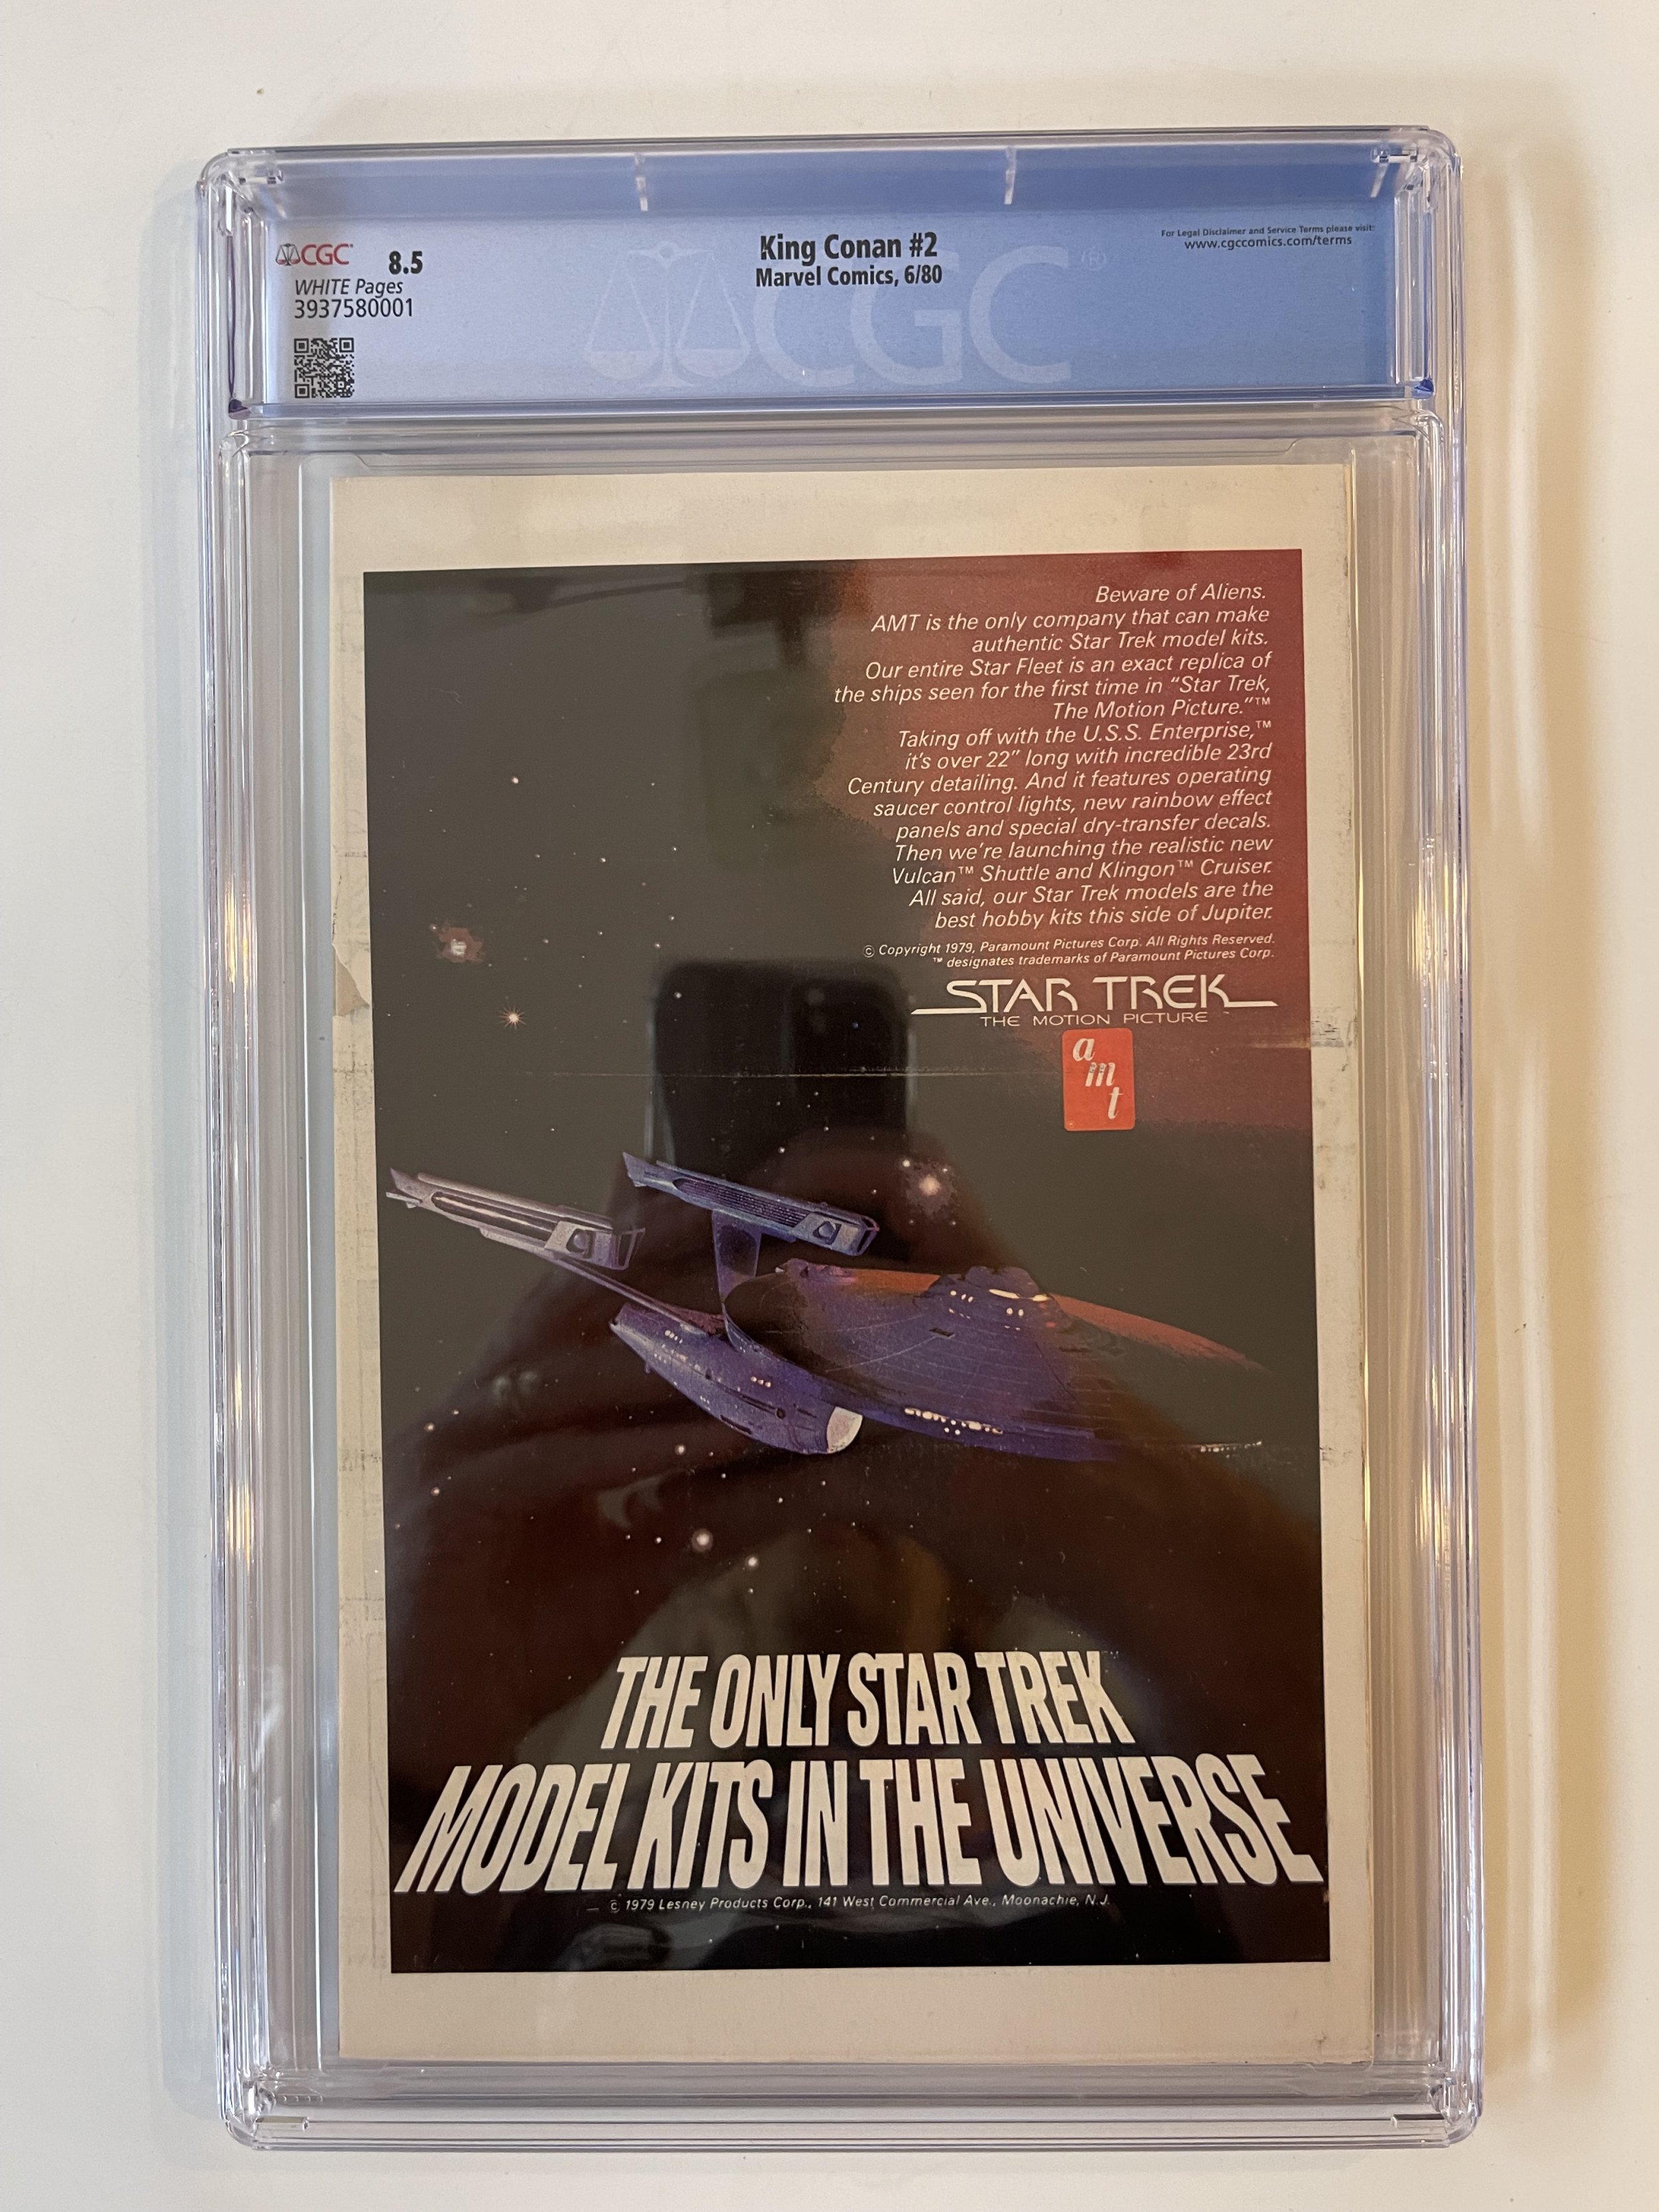 CGC
8.5
WHITE Pages
3937580001
King Conan #2
Marvel Comics, 6/80
For Legal Disclaimer and Service Terms please visit:
www.cgccomics.com/terms
CGC®
Beware of Aliens.
AMT is the only company that can make
authentic Star Trek model kits.
Our entire Star Fleet is an exact replica of
the ships seen for the first time in “Star Trek,
The Motion Picture.”™
Taking off with the U.S.S. Enterprise,™
it’s over 22” long with incredible 23rd
Century detailing. And it features operating
saucer control lights, new rainbow effect
panels and special dry-transfer decals.
Then we’re launching the realistic new
Vulcan™ Shuttle and Klingon™ Cruiser.
All said, our Star Trek models are the
best hobby kits this side of Jupiter.
© Copyright 1979, Paramount Pictures Corp. All Rights Reserved.
™ designates trademarks of Paramount Pictures Corp.
STAR TREK
THE MOTION PICTURE™
amt
THE ONLY STAR TREK
MODEL KITS IN THE UNIVERSE
© 1979 Lesney Products Corp., 141 West Commercial Ave., Moonachie, N.J.